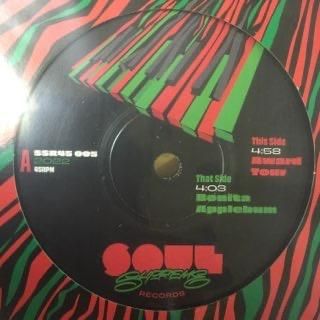 This Side
4:58
Award
Tour
A
SSR45 005
2022
45RPM
That Side
4:03
Bonita
Applebum
SOUL
SUPREME
RECORDS